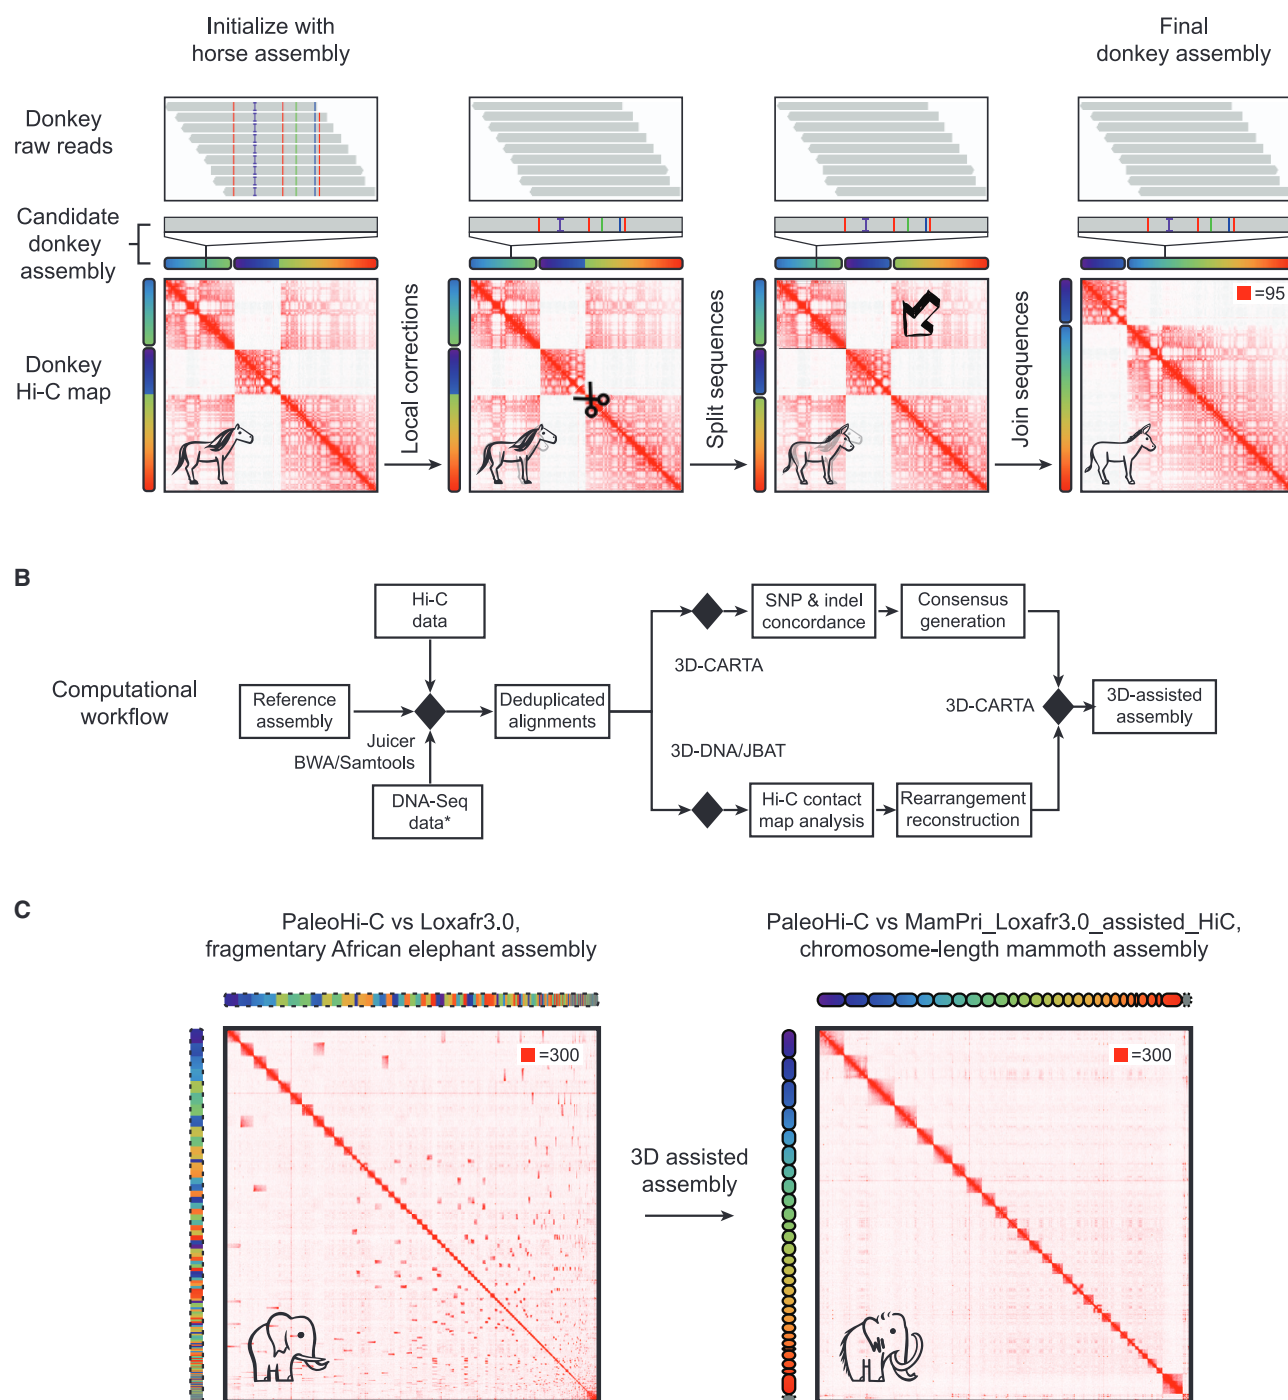 Initialize with
horse assembly
Final
donkey assembly
Donkey
raw reads
Candidate
donkey
assembly
Donkey
Hi-C map
Local corrections
Split sequences
Join sequences
=95
B
Computational
workflow
Hi-C
data
Reference
assembly
Juicer
BWA/Samtools
DNA-Seq
data*
Deduplicated
alignments
3D-CARTA
SNP & indel
concordance
Consensus
generation
3D-DNA/JBAT
Hi-C contact
map analysis
Rearrangement
reconstruction
3D-CARTA
3D-assisted
assembly
C
PaleoHi-C vs Loxafr3.0,
fragmentary African elephant assembly
=300
3D assisted
assembly
PaleoHi-C vs MamPri_Loxafr3.0_assisted_HiC,
chromosome-length mammoth assembly
=300